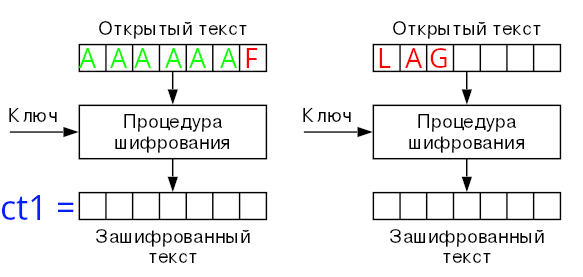 Открытый текст
A A A A A A F
Ключ
Процедура
шифрования
ct1 =
Зашифрованный
текст
Открытый текст
L A G
Ключ
Процедура
шифрования
Зашифрованный
текст